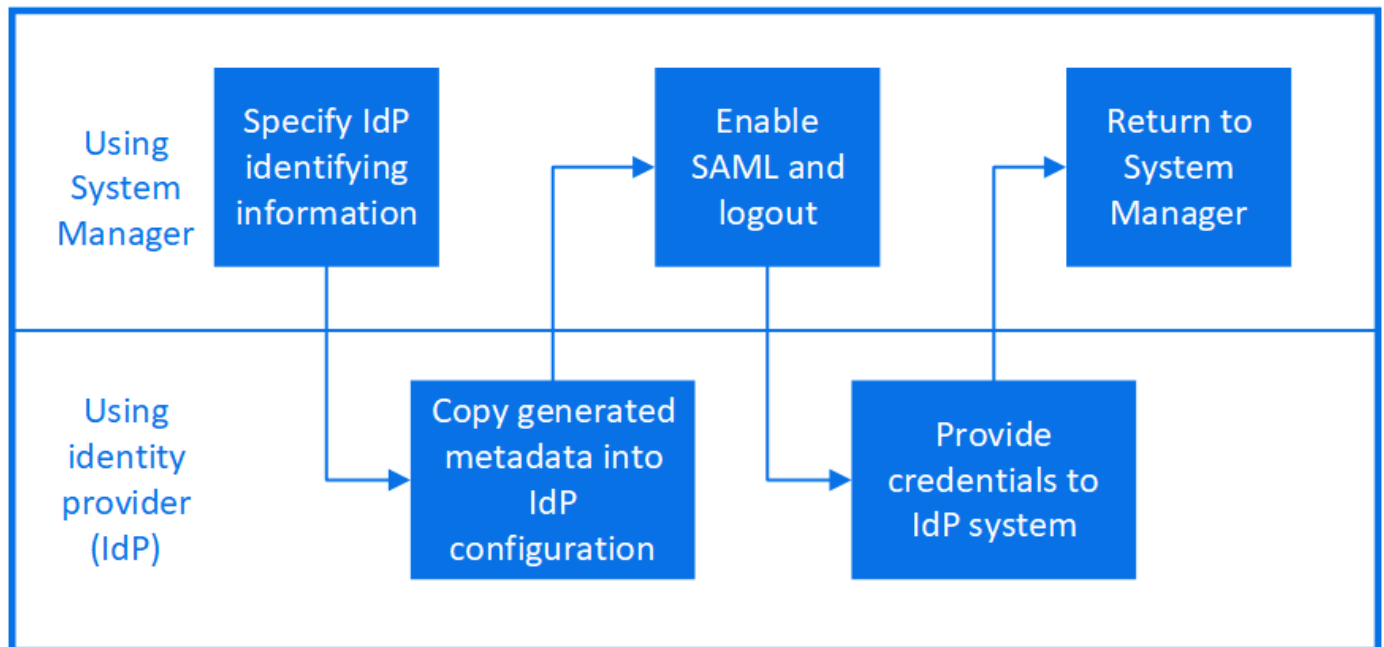 Using
System
Manager
Specify IdP
identifying
information
Enable
SAML and
logout
Return to
System
Manager
Using
identity
provider
(IdP)
Copy generated
metadata into
IdP
configuration
Provide
credentials to
IdP system